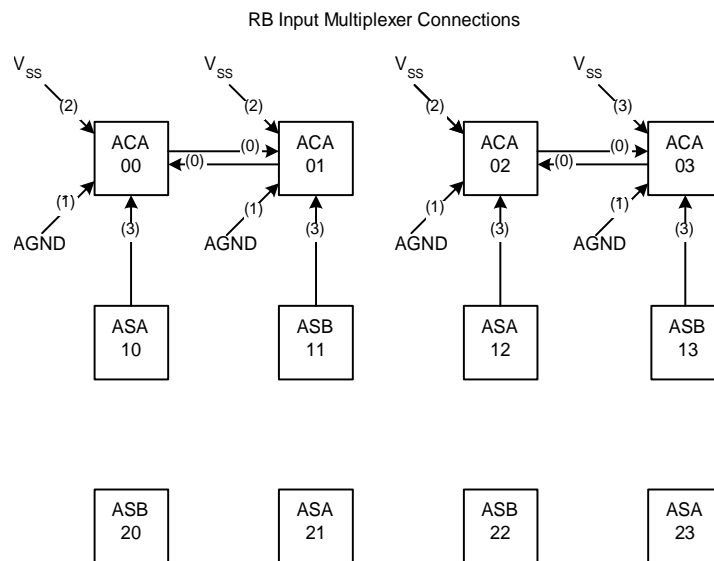 RB Input Multiplexer Connections
VSS VSS VSS VSS
(2) (2) (2) (3)
ACA 00
ACA 01
ACA 02
ACA 03
(0) (0) (0) (0)
(1) (1) (1) (1)
AGND AGND AGND AGND
(3) (3) (3) (3)
ASA 10
ASB 11
ASA 12
ASB 13
ASB 20
ASA 21
ASB 22
ASA 23